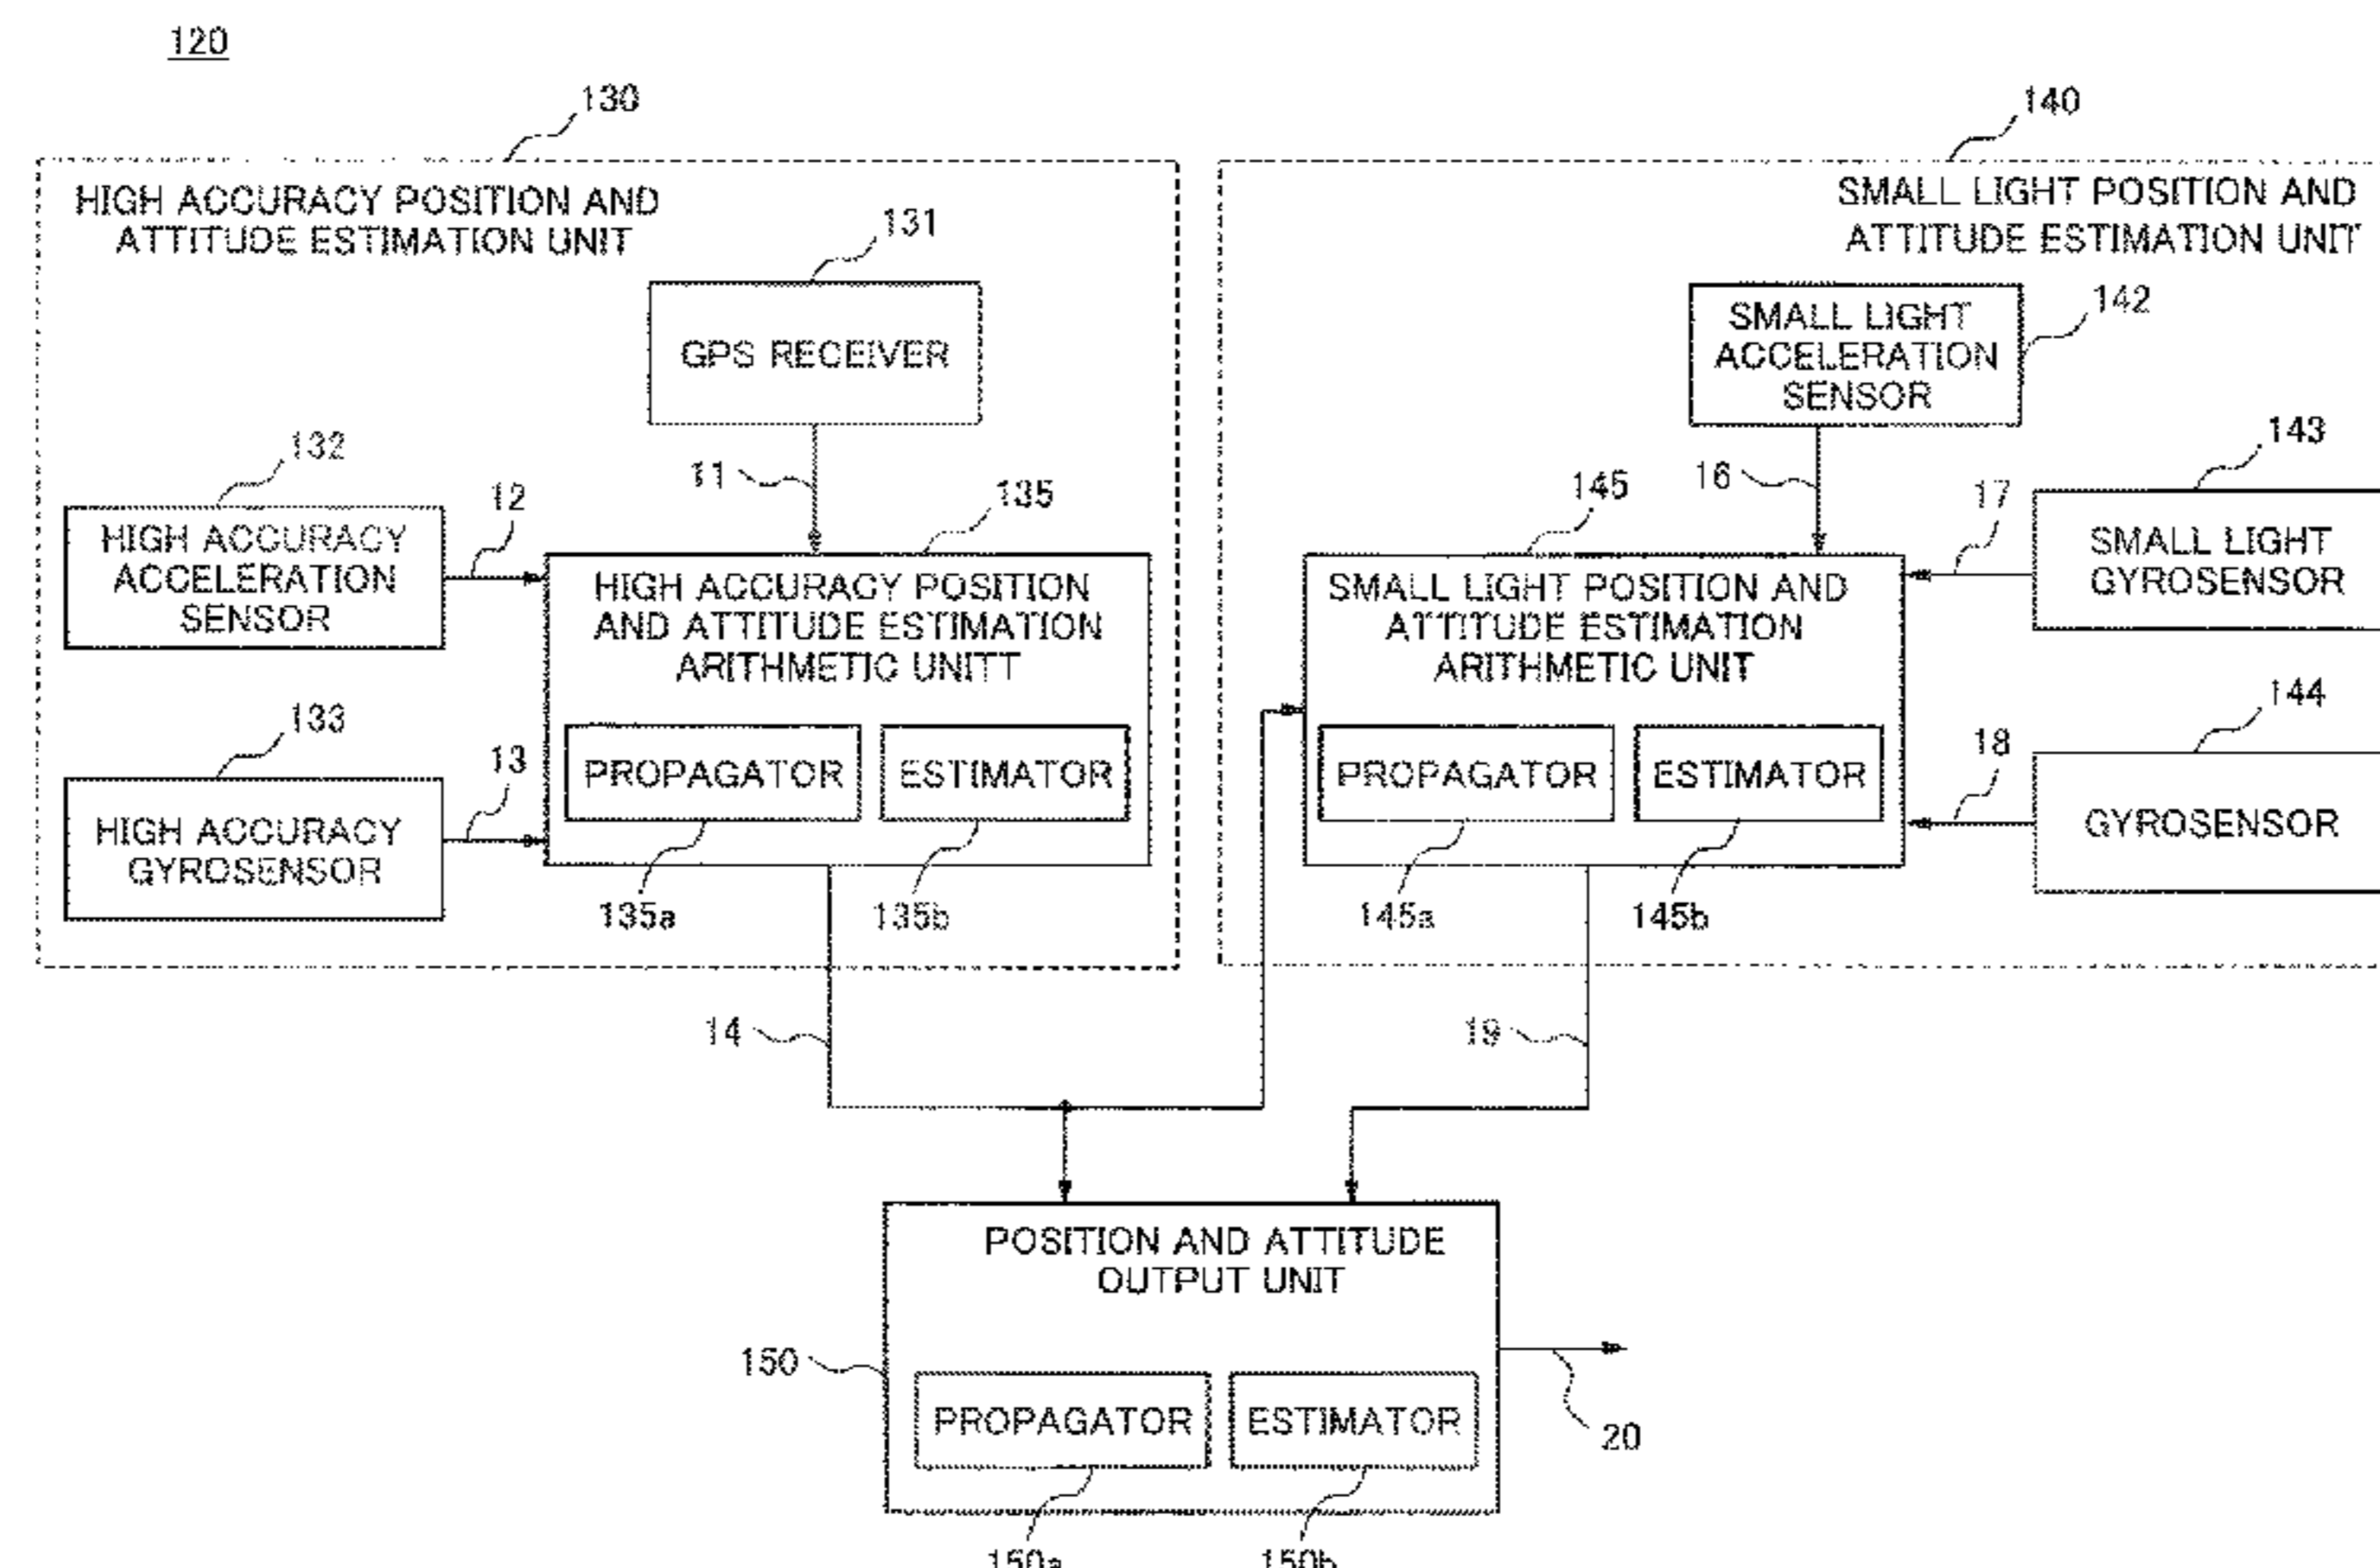 120
130
140
HIGH ACCURACY POSITION AND
ATTITUDE ESTIMATION UNIT
SMALL LIGHT POSITION AND
ATTITUDE ESTIMATION UNIT
131
GPS RECEIVER
142
SMALL LIGHT
ACCELERATION
SENSOR
132
12
11
135
145
16
17
143
HIGH ACCURACY
ACCELERATION
SENSOR
HIGH ACCURACY POSITION
AND ATTITUDE ESTIMATION
ARITHMETIC UNITT
SMALL LIGHT POSITION AND
ATTITUDE ESTIMATION
ARITHMETIC UNIT
SMALL LIGHT
GYROSENSOR
133
13
144
18
PROPAGATOR
ESTIMATOR
PROPAGATOR
ESTIMATOR
HIGH ACCURACY
GYROSENSOR
GYROSENSOR
135a
135b
145a
145b
14
19
POSITION AND ATTITUDE
OUTPUT UNIT
150
PROPAGATOR
ESTIMATOR
20
150a
150b